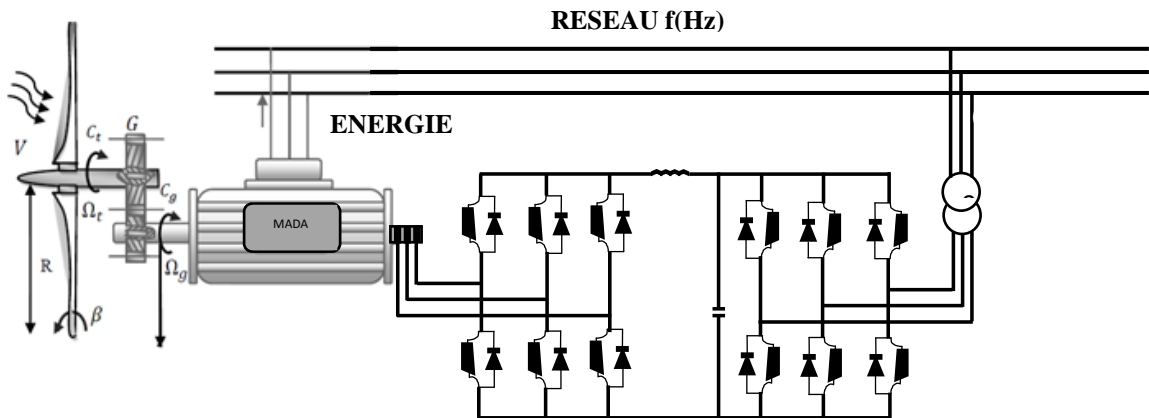 RESEAU f(Hz)
ENERGIE
V
C_t
G
C_g
Ω_t
MADA
R
Ω_g
β